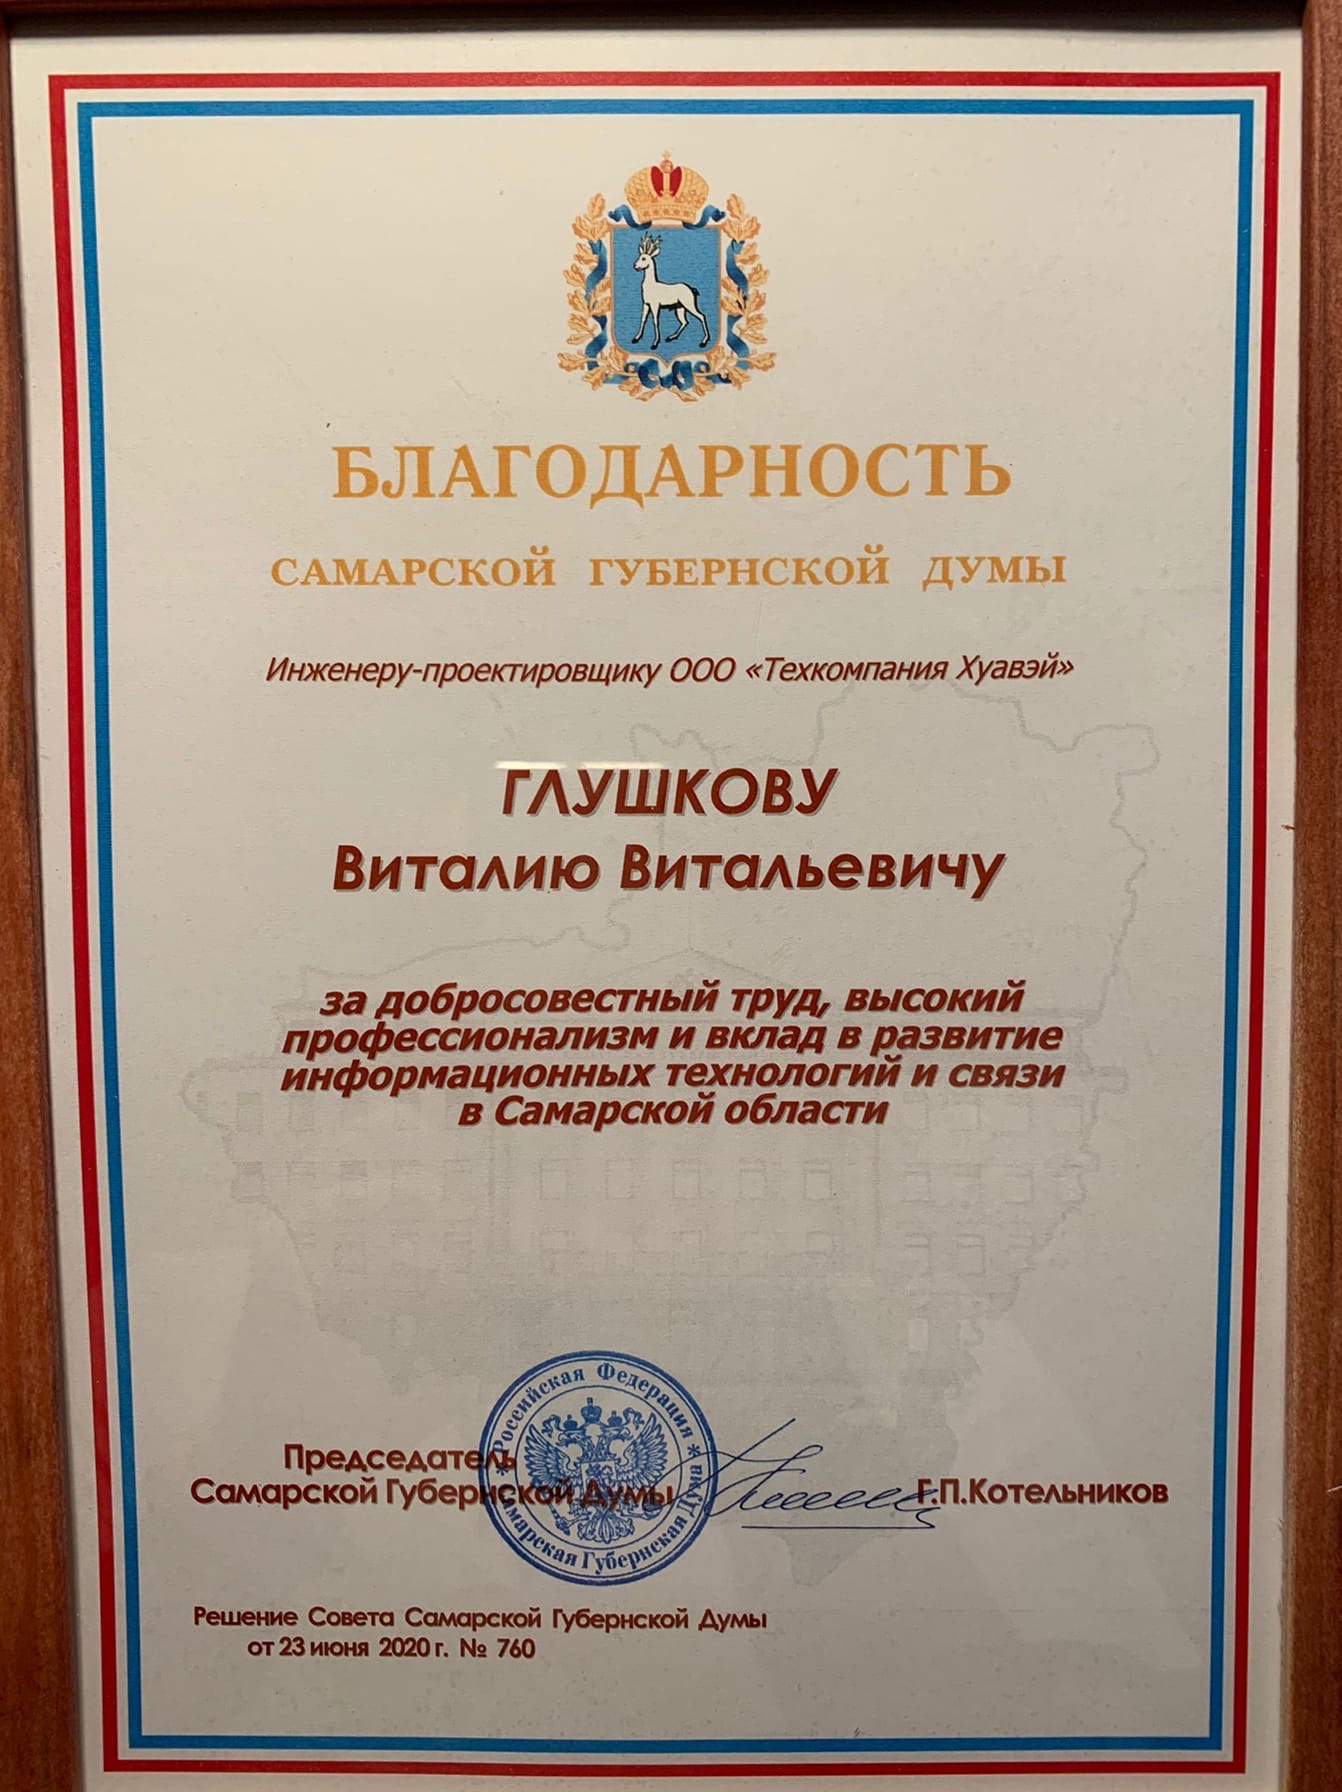 БЛАГОДАРНОСТЬ
САМАРСКОЙ ГУБЕРНСКОЙ ДУМЫ
Инженеру-проектировщику ООО «Техкомпания Хуавэй»
ГЛУШКОВУ
Виталию Витальевичу
за добросовестный труд, высокий
профессионализм и вклад в развитие
информационных технологий и связи
в Самарской области
Председатель
Самарской Губернской Думы
Г.П.Котельников
* Российская Федерация *
Самарская Губернская Дума
Решение Совета Самарской Губернской Думы
от 23 июня 2020 г. № 760